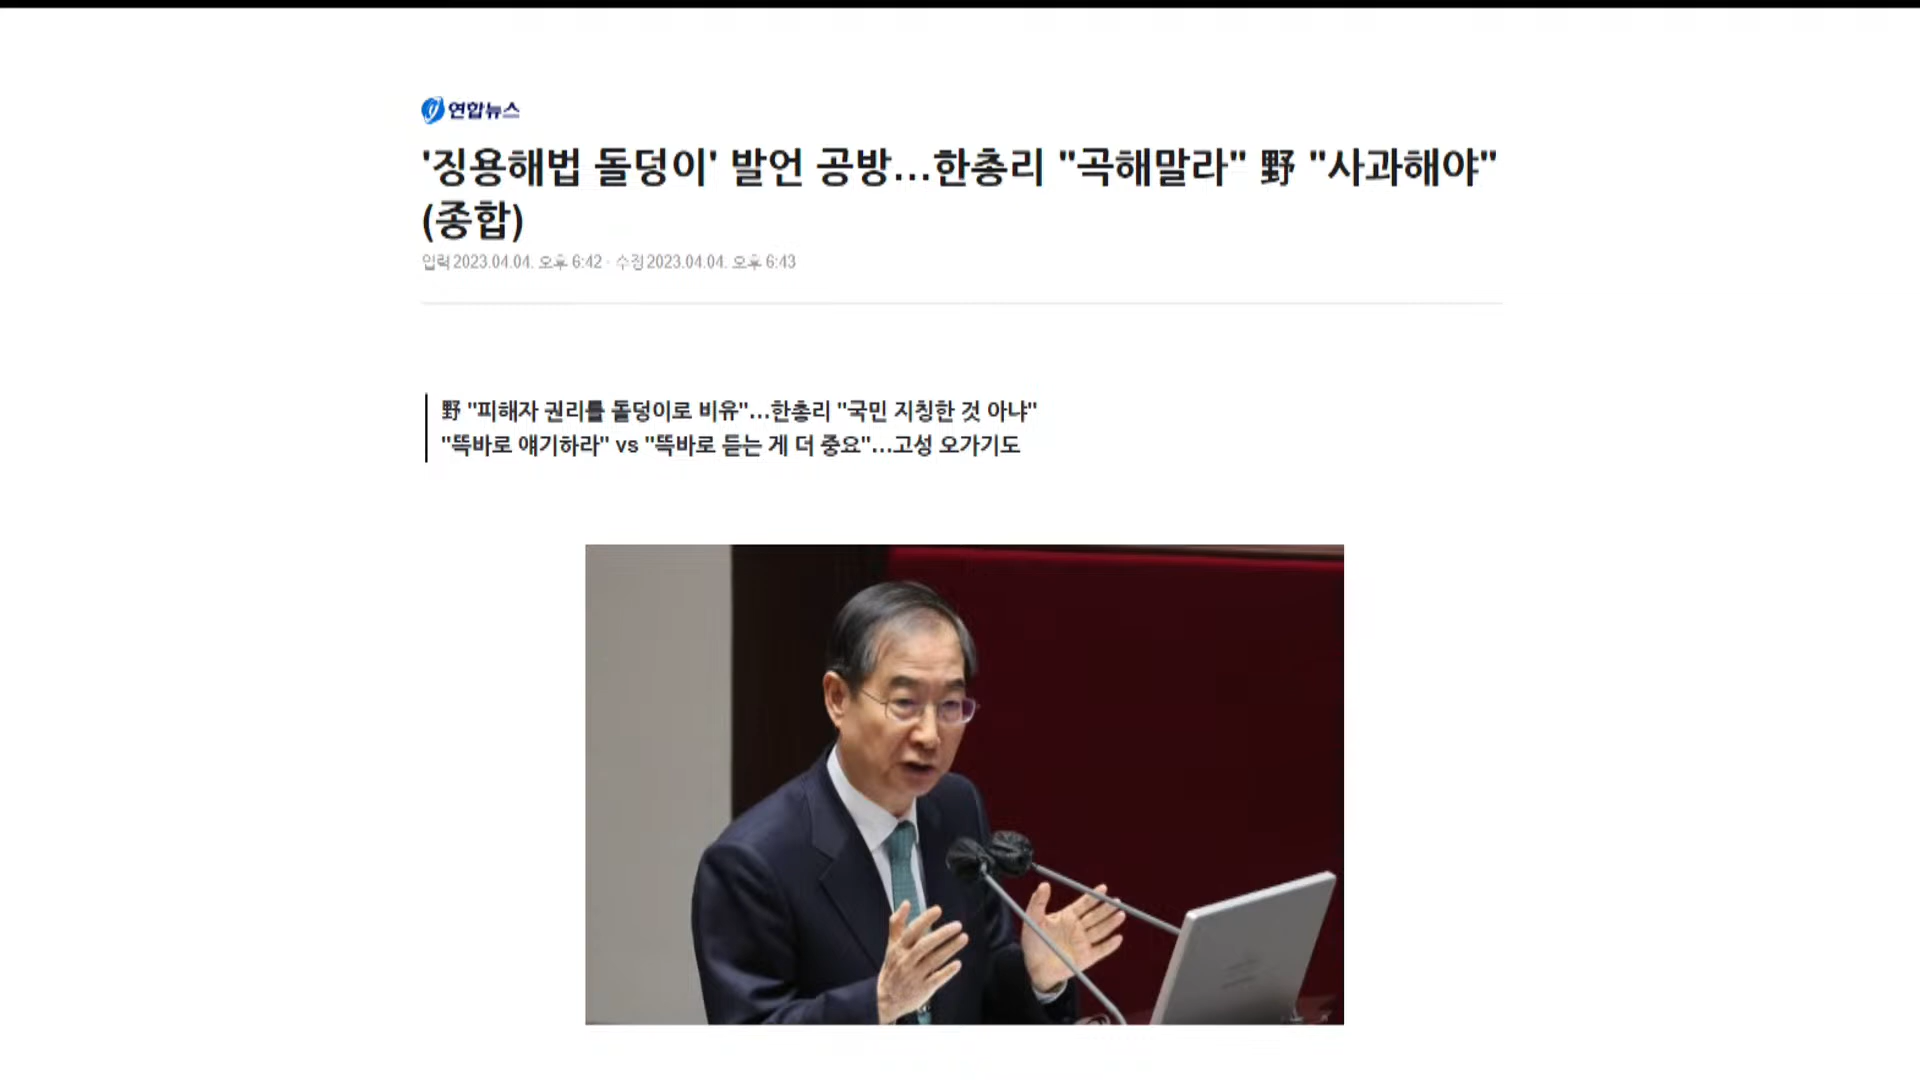 연합뉴스
'징용해법 돌덩이' 발언 공방…한총리 "곡해말라" 野 "사과해야"
(종합)
입력 2023.04.04. 오후 6:42 · 수정 2023.04.04. 오후 6:43
野 "피해자 권리를 돌덩이로 비유"…한총리 "국민 지칭한 것 아냐"
"똑바로 얘기하라" vs "똑바로 듣는 게 더 중요"…고성 오가기도